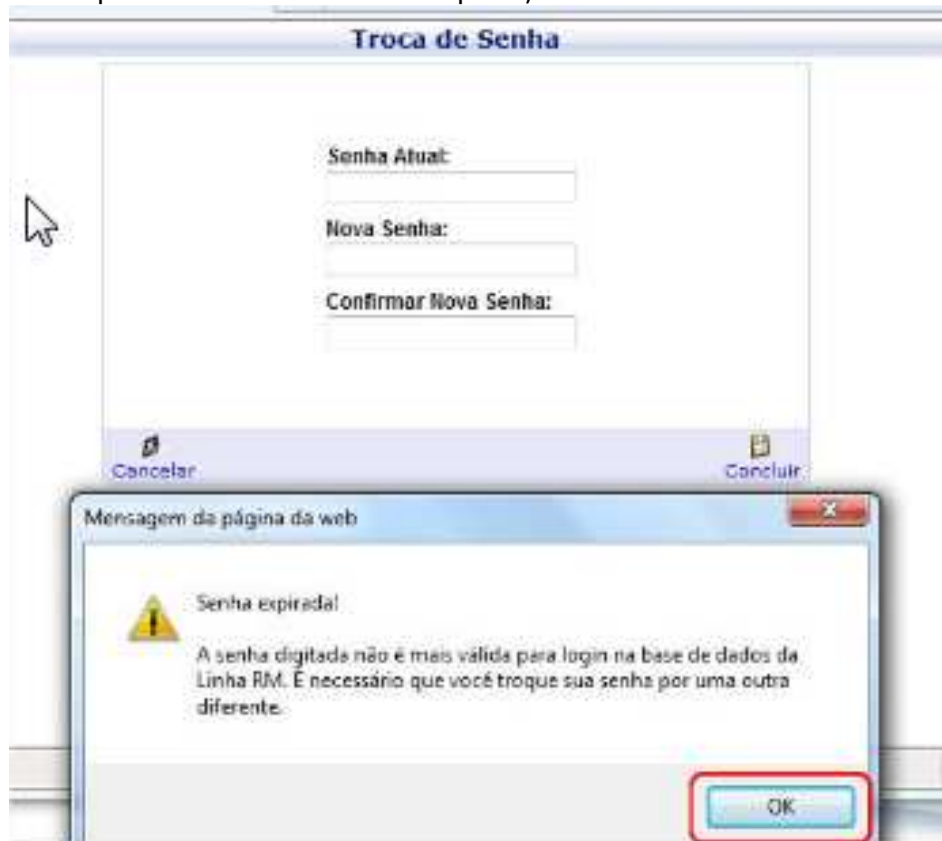 Troca de Senha
Senha Atual:
Nova Senha:
Confirmar Nova Senha:
Cancelar
Concluir
Mensagem da página da web
Senha expirada!
A senha digitada não é mais válida para login na base de dados da
Linha RM. É necessário que você troque sua senha por uma outra
diferente.
OK